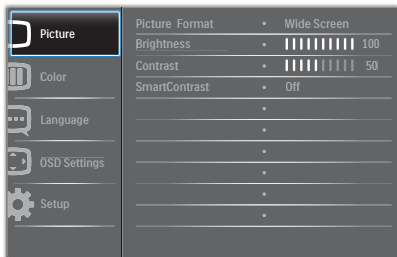 Picture
Color
Language
OSD Settings
Setup
Picture Format • Wide Screen
Brightness • 100
Contrast • 50
SmartContrast • Off
•
•
•
•
•
•